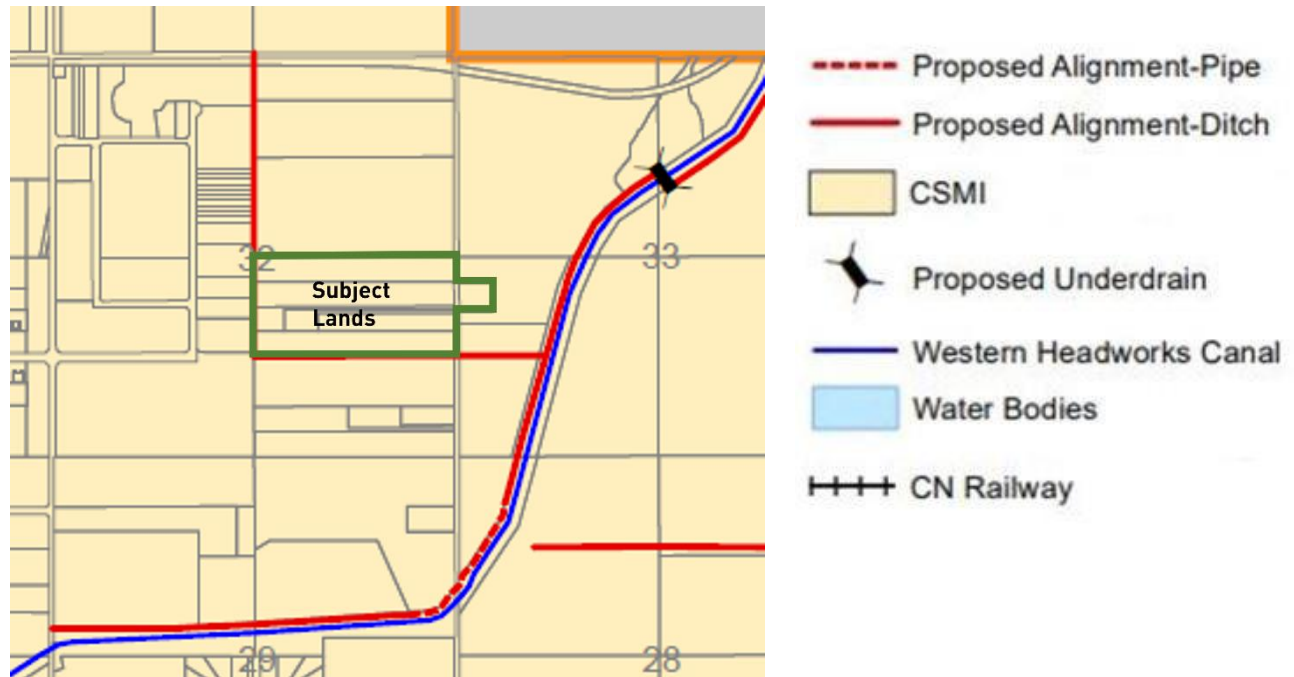 32
33
Subject
Lands
29
28
Proposed Alignment-Pipe
Proposed Alignment-Ditch
CSMI
Proposed Underdrain
Western Headworks Canal
Water Bodies
CN Railway